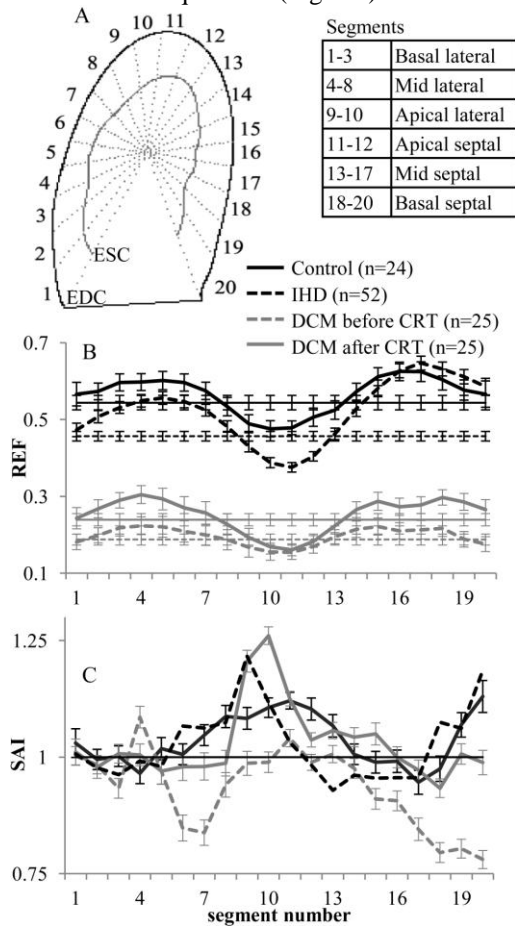 A
Segments
1-3 Basal lateral
4-8 Mid lateral
9-10 Apical lateral
11-12 Apical septal
13-17 Mid septal
18-20 Basal septal
1
2
3
4
5
6
7
8
9
10
11
12
13
14
15
16
17
18
19
20
ESC
EDC
Control (n=24)
IHD (n=52)
DCM before CRT (n=25)
DCM after CRT (n=25)
B
REF
0.7
0.5
0.3
0.1
1 4 7 10 13 16 19
C
SAI
1.25
1
0.75
1 4 7 10 13 16 19
segment number